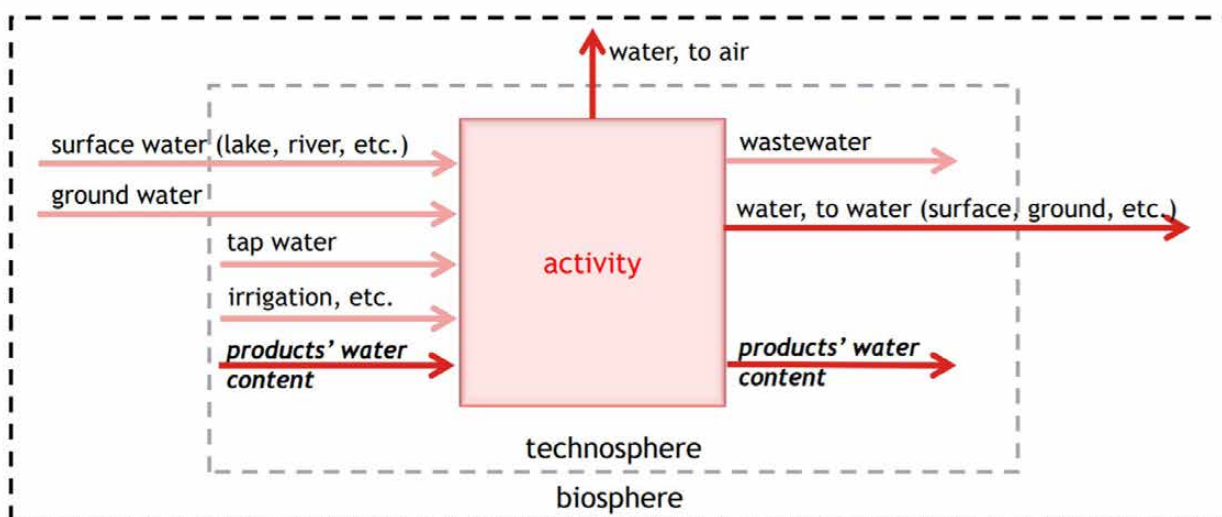 water, to air
surface water (lake, river, etc.)
wastewater
ground water
water, to water (surface, ground, etc.)
tap water
activity
irrigation, etc.
products’ water
content
products’ water
content
technosphere
biosphere